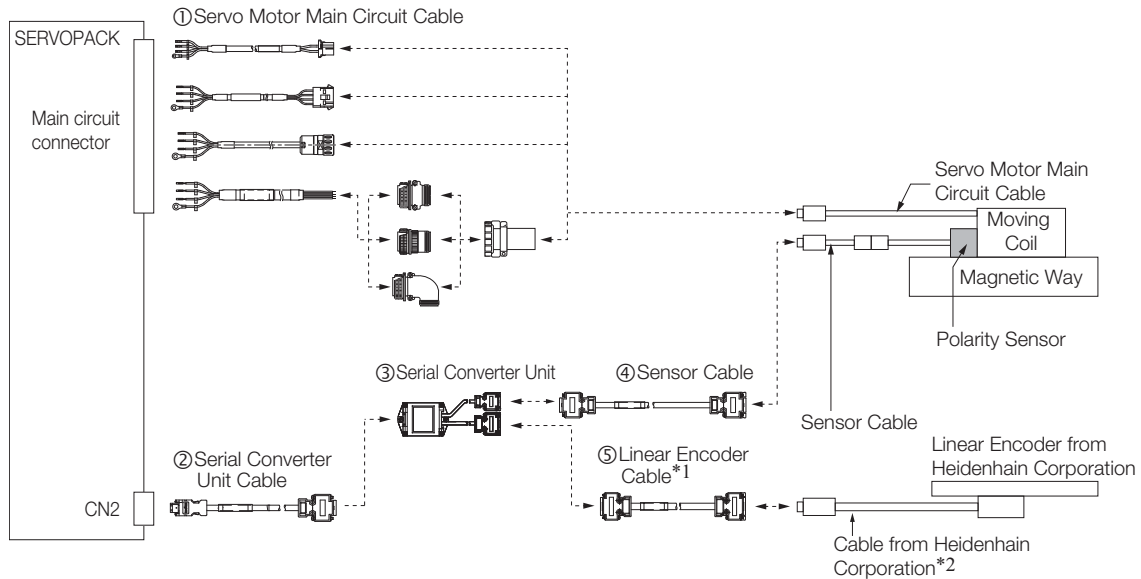 ①Servo Motor Main Circuit Cable
SERVOPACK
Main circuit
connector
Servo Motor Main
Circuit Cable
Moving
Coil
Magnetic Way
Polarity Sensor
③Serial Converter Unit
④Sensor Cable
Sensor Cable
②Serial Converter
Unit Cable
⑤Linear Encoder
Cable*1
Linear Encoder from
Heidenhain Corporation
CN2
Cable from Heidenhain
Corporation*2